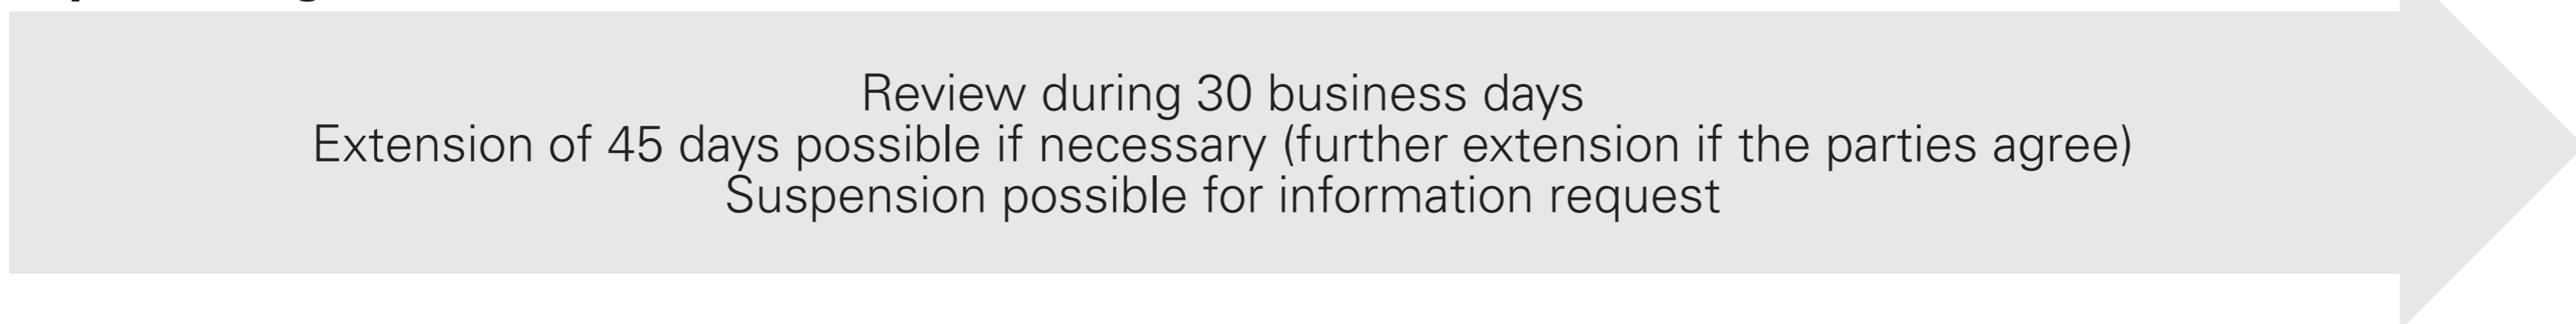 Review during 30 business days
Extension of 45 days possible if necessary (further extension if the parties agree)
Suspension possible for information request